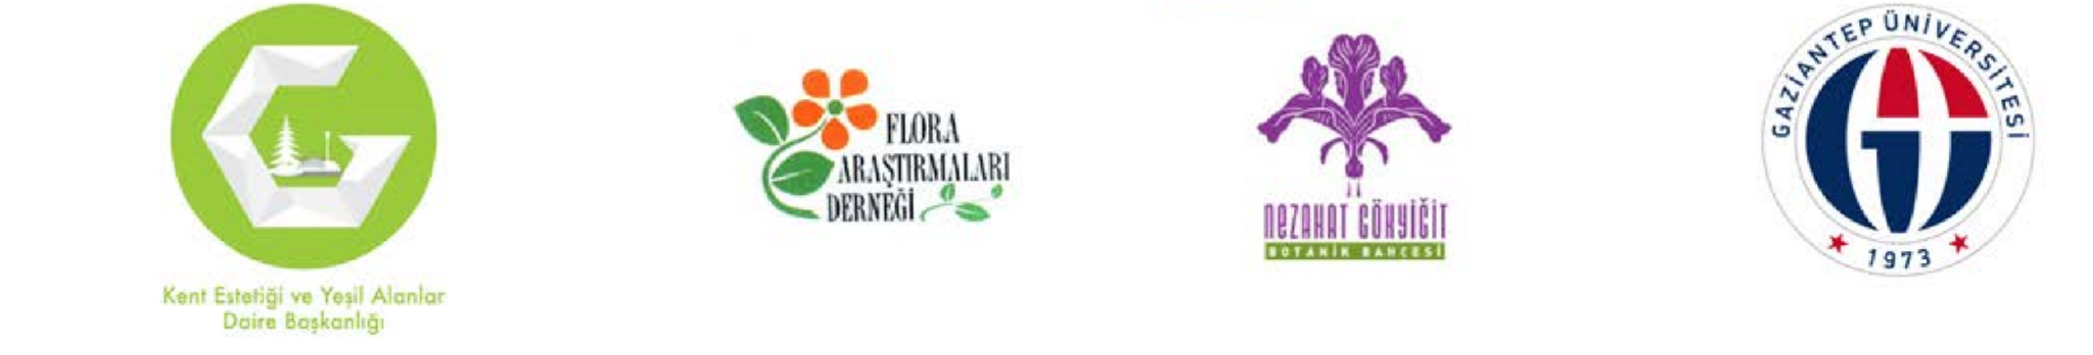 Kent Estetiği ve Yeşil Alanlar
Daire Başkanlığı
FLORA
ARAŞTIRMALARI
DERNEĞİ
NEZAHAT GÖKYİĞİT
BOTANİK BAHÇESİ
GAZİANTEP ÜNİVERSİTESİ
1973